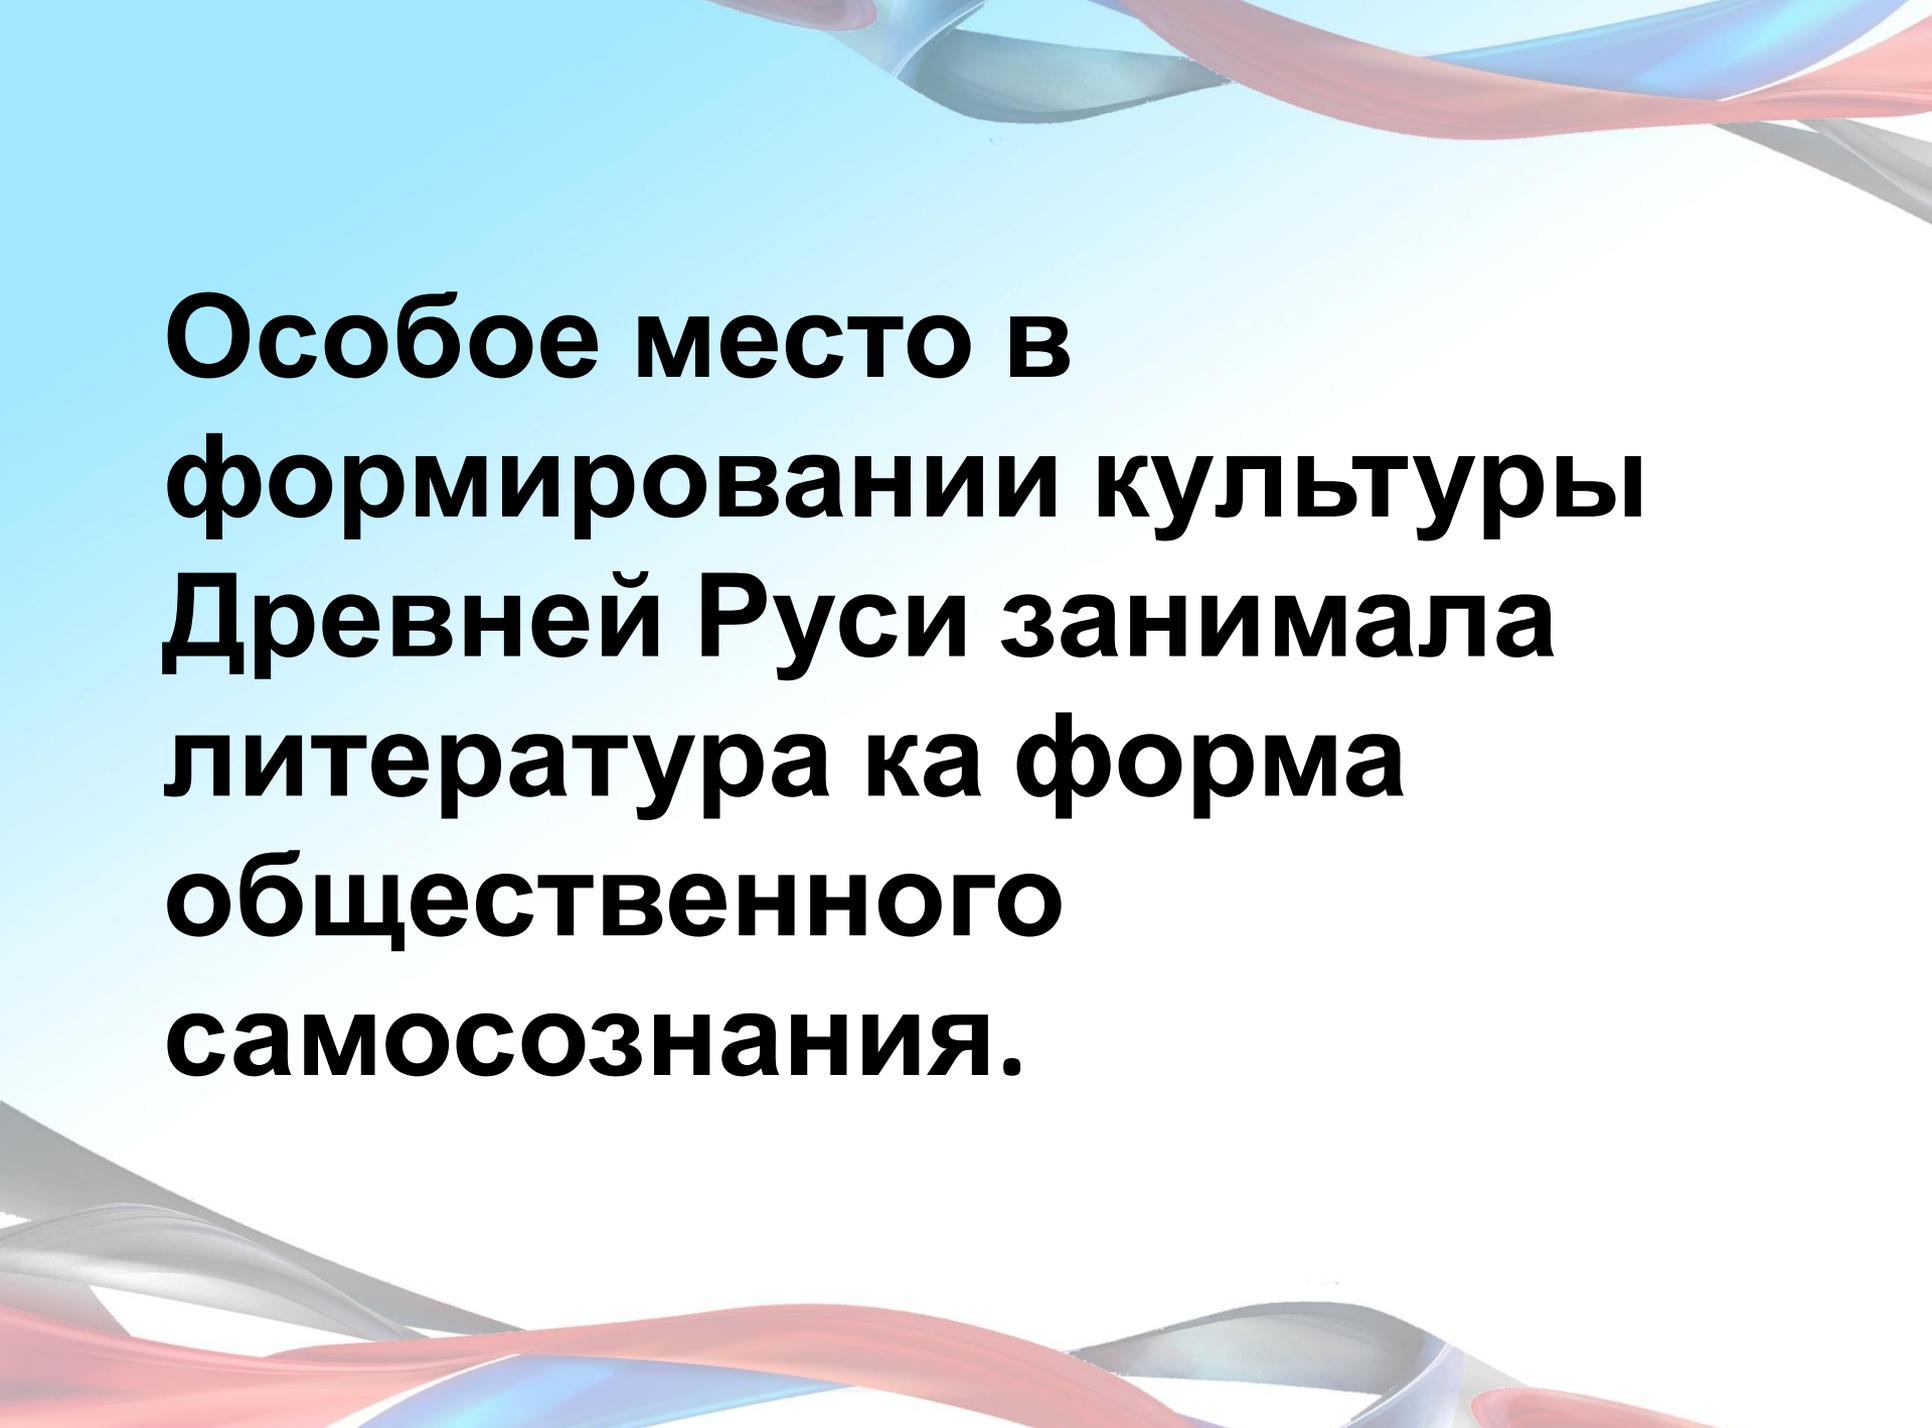 Особое место в
формировании культуры
Древней Руси занимала
литература ка форма
общественного
самосознания.